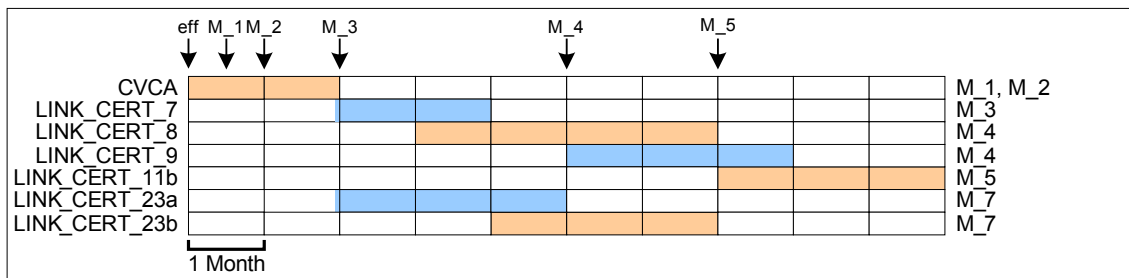 eff M_1 M_2 M_3 M_4 M_5
CVCA M_1, M_2
LINK_CERT_7 M_3
LINK_CERT_8 M_4
LINK_CERT_9 M_4
LINK_CERT_11b M_5
LINK_CERT_23a M_7
LINK_CERT_23b M_7
1 Month